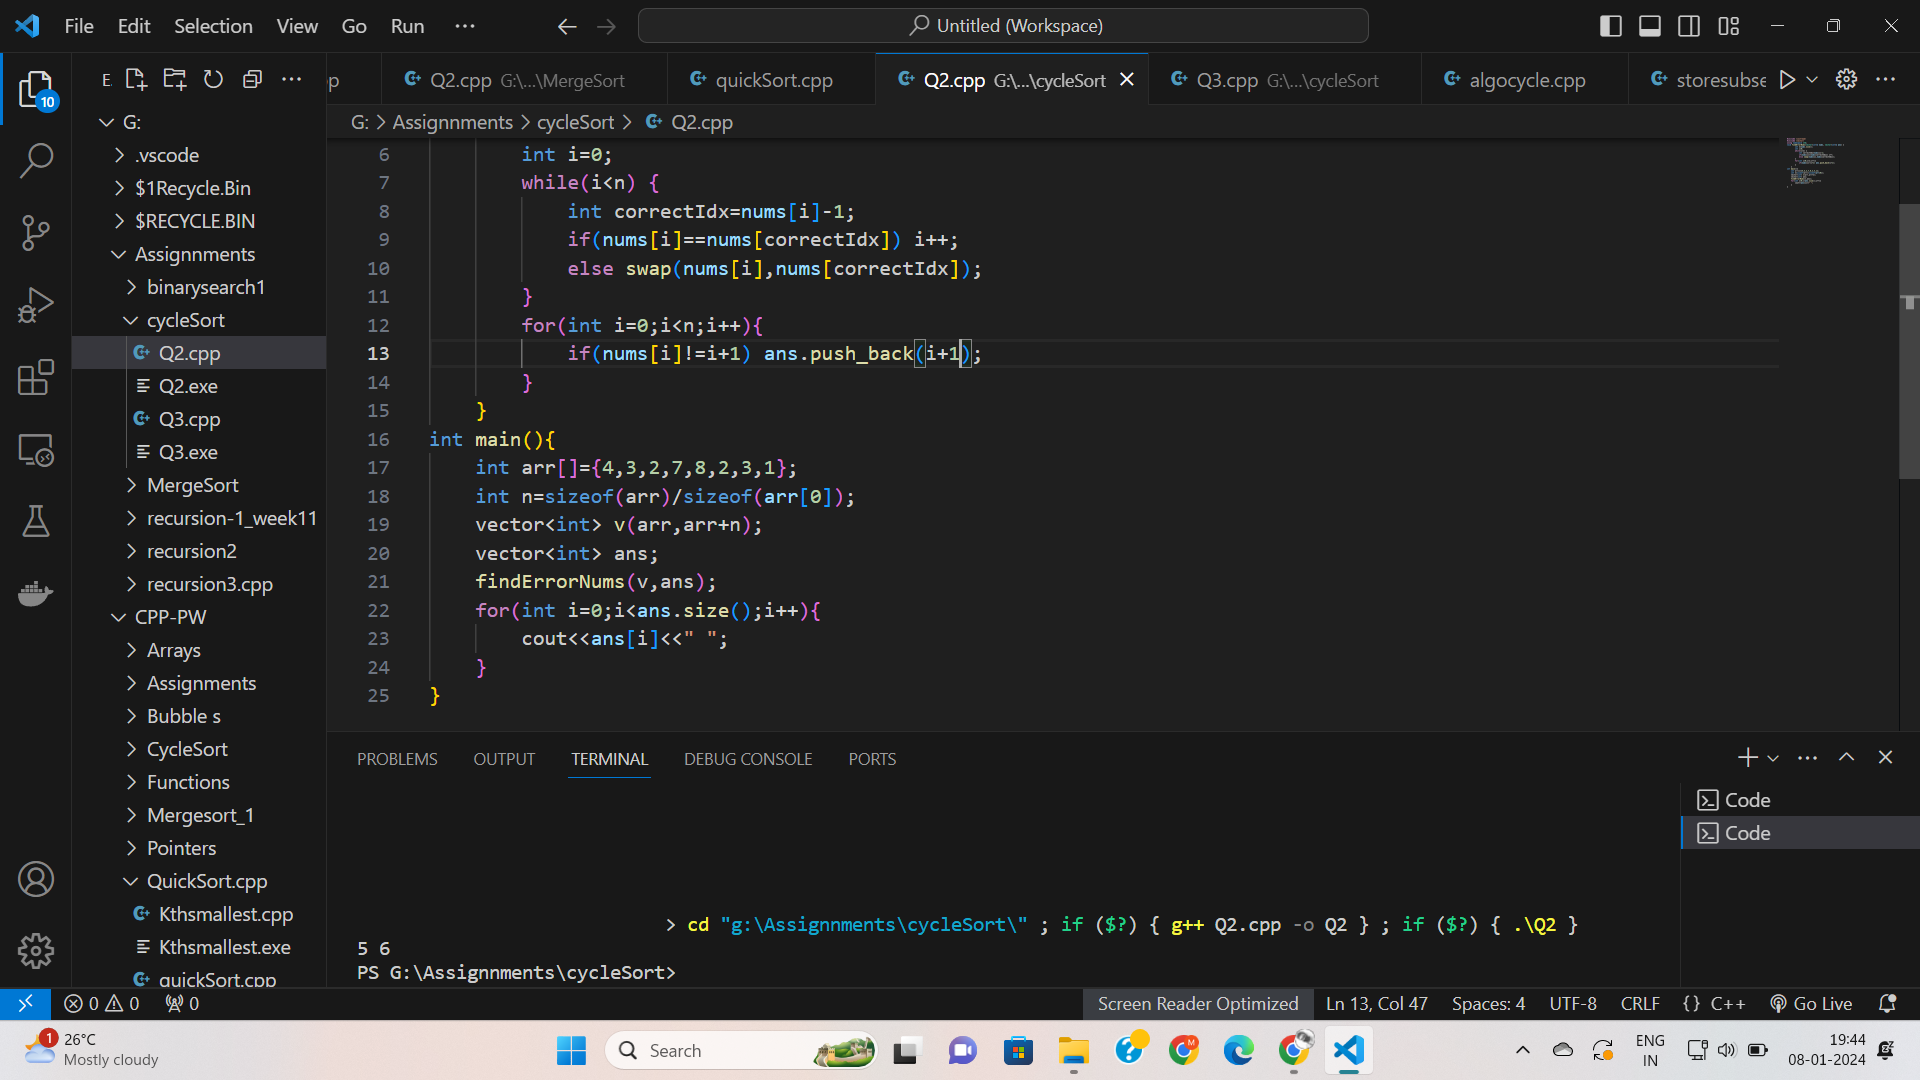 File Edit Selection View Go Run ...
Untitled (Workspace)
E
p
Q2.cpp G:\...\MergeSort
quickSort.cpp
Q2.cpp G:\...\cycleSort
Q3.cpp G:\...\cycleSort
algocycle.cpp
storesubse
10
G: > Assignnments > cycleSort > Q2.cpp
G:
.vscode
$1Recycle.Bin
$RECYCLE.BIN
Assignnments
binarysearch1
cycleSort
Q2.cpp
Q2.exe
Q3.cpp
Q3.exe
MergeSort
recursion-1_week11
recursion2
recursion3.cpp
CPP-PW
Arrays
Assignments
Bubble s
CycleSort
Functions
Mergesort_1
Pointers
QuickSort.cpp
Kthsmallest.cpp
Kthsmallest.exe
quickSort.cpp
6 int i=0;
7 while(i<n) {
8 int correctIdx=nums[i]-1;
9 if(nums[i]==nums[correctIdx]) i++;
10 else swap(nums[i],nums[correctIdx]);
11 }
12 for(int i=0;i<n;i++){
13 if(nums[i]!=i+1) ans.push_back(i+1);
14 }
15 }
16 int main(){
17 int arr[]={4,3,2,7,8,2,3,1};
18 int n=sizeof(arr)/sizeof(arr[0]);
19 vector<int> v(arr,arr+n);
20 vector<int> ans;
21 findErrorNums(v,ans);
22 for(int i=0;i<ans.size();i++){
23 cout<<ans[i]<<" ";
24 }
25 }
PROBLEMS OUTPUT TERMINAL DEBUG CONSOLE PORTS
Code
Code
> cd "g:\Assignnments\cycleSort\" ; if ($?) { g++ Q2.cpp -o Q2 } ; if ($?) { .\Q2 }
5 6
PS G:\Assignnments\cycleSort>
0 0 0
Screen Reader Optimized Ln 13, Col 47 Spaces: 4 UTF-8 CRLF {} C++ Go Live
1
26°C
Mostly cloudy
Search
M
ENG
IN
19:44
08-01-2024